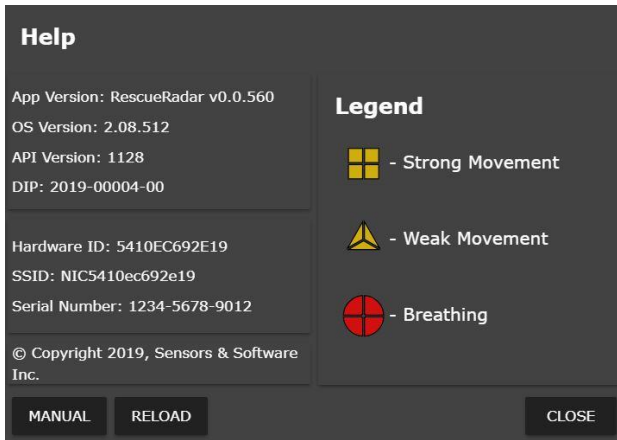 Help
App Version: RescueRadar v0.0.560
OS Version: 2.08.512
API Version: 1128
DIP: 2019-00004-00
Hardware ID: 5410EC692E19
SSID: NIC5410ec692e19
Serial Number: 1234-5678-9012
© Copyright 2019, Sensors & Software
Inc.
Legend
- Strong Movement
- Weak Movement
- Breathing
MANUAL
RELOAD
CLOSE